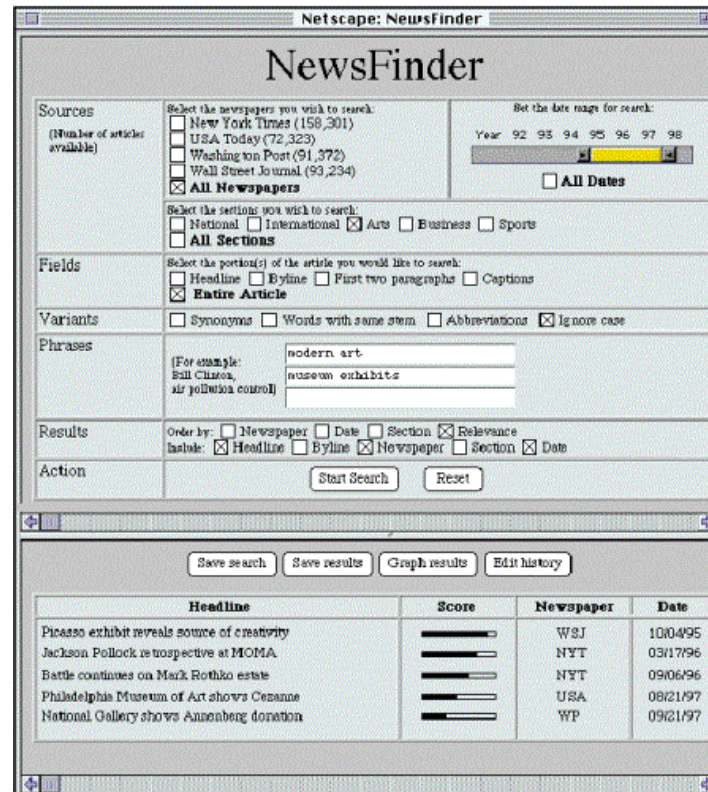 Netscape: NewsFinder
NewsFinder
Sources
(Number of articles
available)
Select the newspapers you wish to search:
New York Times (158,301)
USA Today (72,323)
Washington Post (91,372)
Wall Street Journal (93,234)
All Newspapers
Set the date range for search:
Year 92 93 94 95 96 97 98
All Dates
Select the sections you wish to search:
National International Arts Business Sports
All Sections
Fields
Select the portion(s) of the article you would like to search:
Headline Byline First two paragraphs Captions
Entire Article
Variants
Synonyms Words with same stem Abbreviations Ignore case
Phrases
(For example:
Bill Clinton,
air pollution control)
modern art
museum exhibits
Results
Order by: Newspaper Date Section Relevance
Include: Headline Byline Newspaper Section Date
Action
Start Search Reset
Save search Save results Graph results Edit history
Headline Score Newspaper Date
Picasso exhibit reveals source of creativity WSJ 10/04/95
Jackson Pollock retrospective at MOMA NYT 03/17/96
Battle continues on Mark Rothko estate NYT 09/06/96
Philadelphia Museum of Art shows Cezanne USA 08/21/97
National Gallery shows Annenberg donation WP 09/21/97